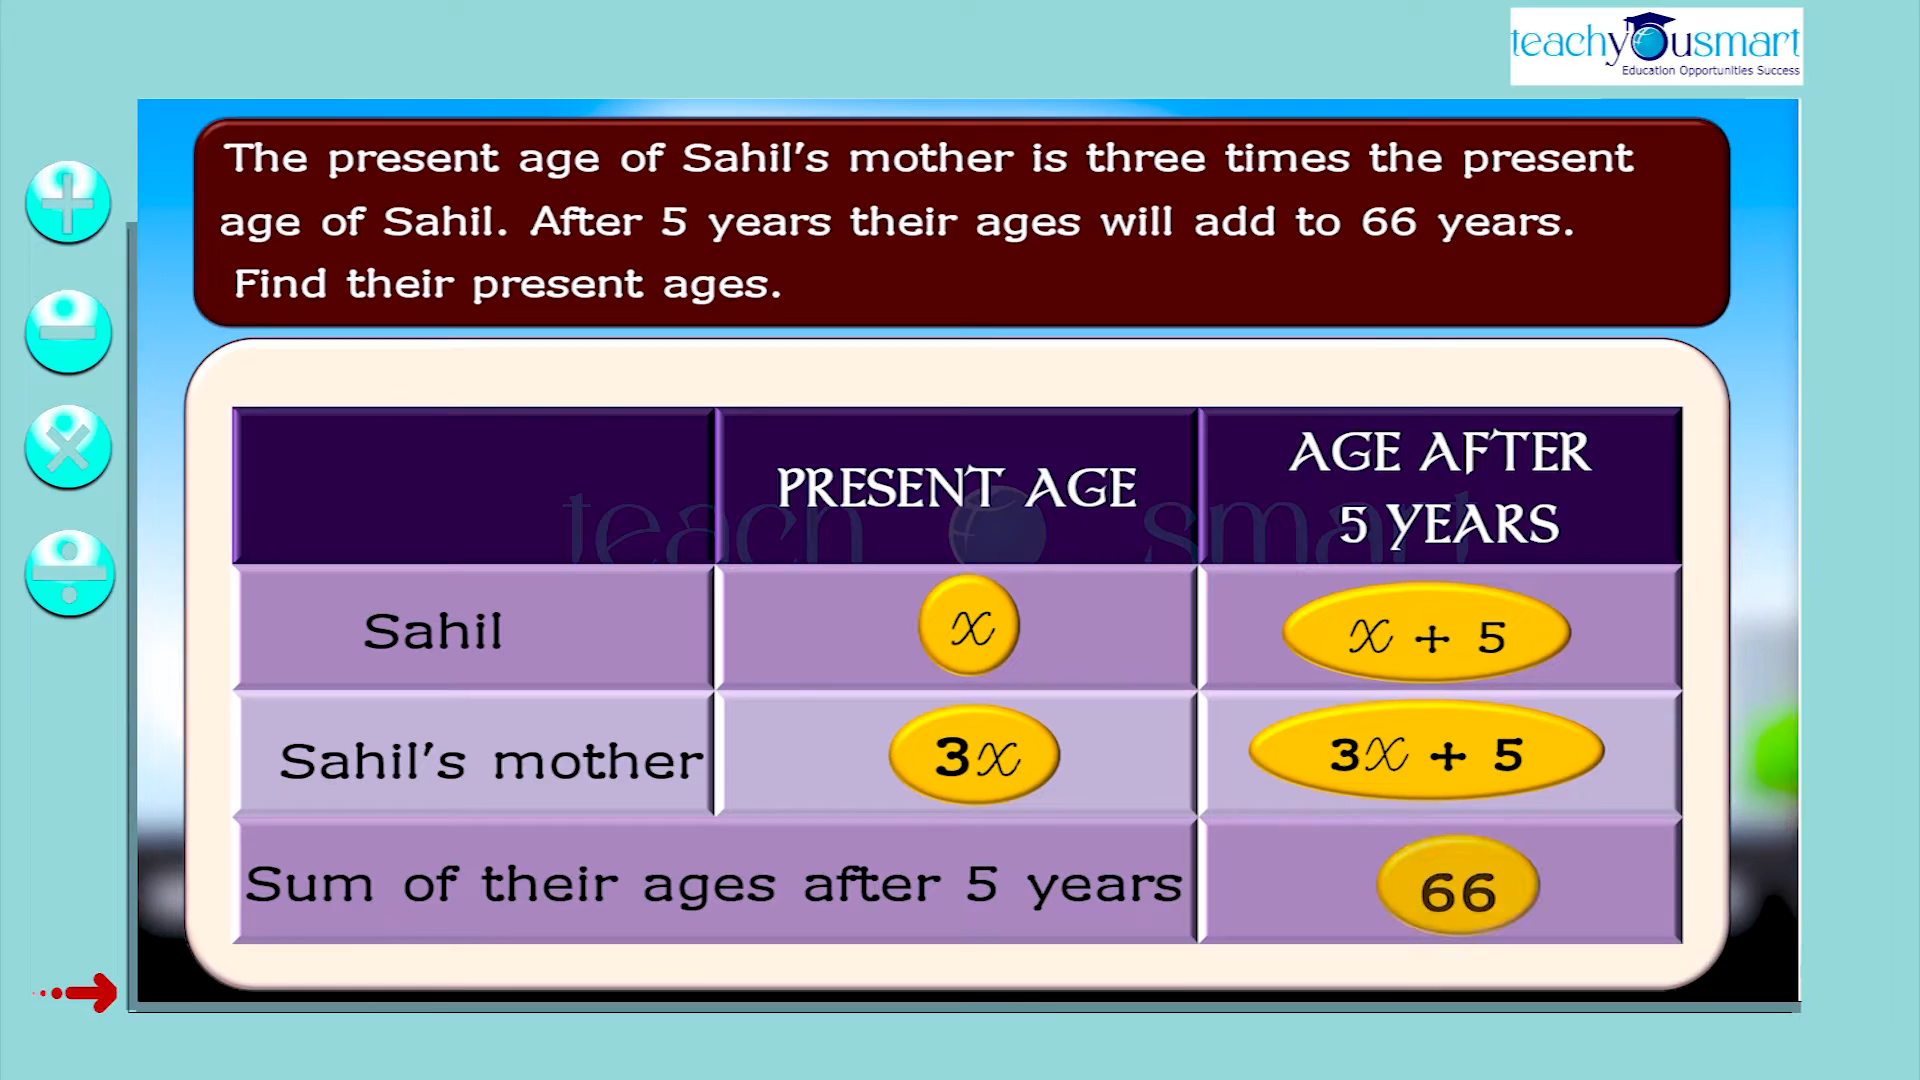 teachyousmart
Education Opportunities Success
The present age of Sahil's mother is three times the present
age of Sahil. After 5 years their ages will add to 66 years.
Find their present ages.
PRESENT AGE
AGE AFTER
5 YEARS
teach smart
Sahil
x
x + 5
Sahil's mother
3x
3x + 5
Sum of their ages after 5 years
66